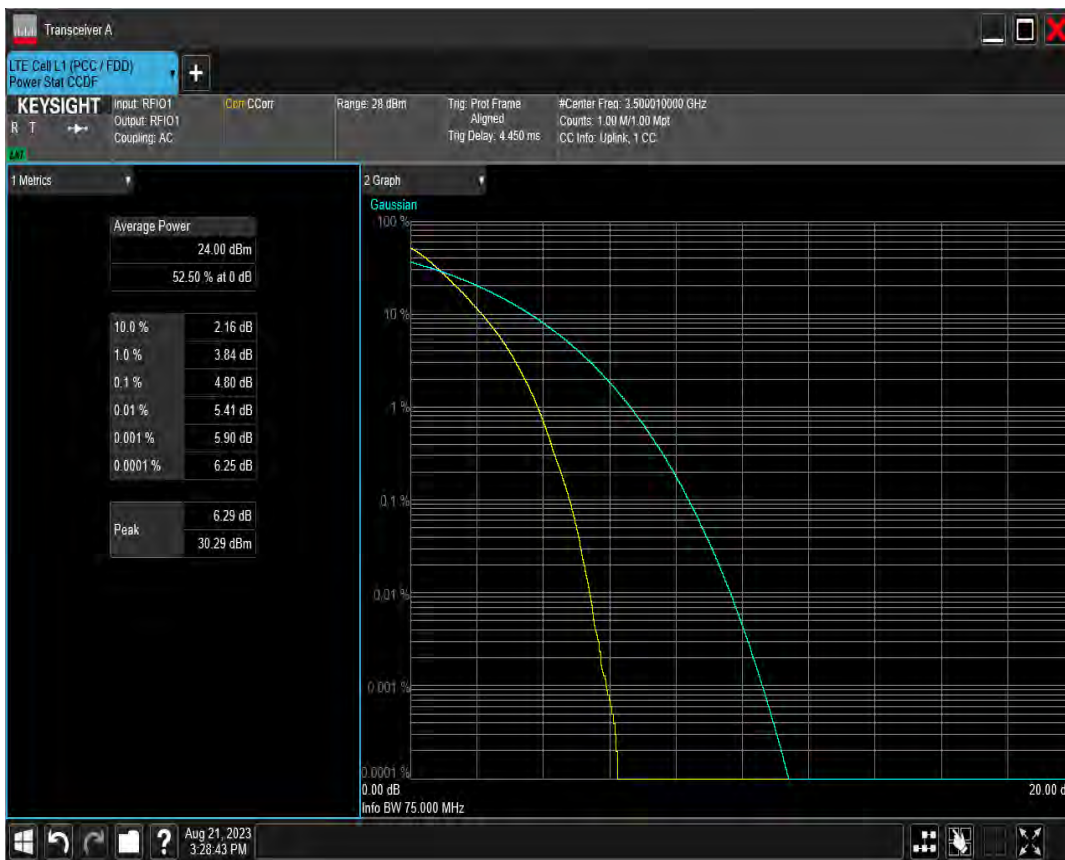 Transceiver A
LTE Cell L1 (PCC / FDD)
Power Stat CCDF
KEYSIGHT
R T
LNI
Input: RFIO1
Output: RFIO1
Coupling: AC
Corr CCorr
Range: 28 dBm
Trig: Prot Frame
Aligned
Trig Delay: 4.450 ms
#Center Freq: 3.500010000 GHz
Counts: 1.00 M/1.00 Mpt
CC Info: Uplink, 1 CC
1 Metrics
Average Power
24.00 dBm
52.50 % at 0 dB
10.0 % 2.16 dB
1.0 % 3.84 dB
0.1 % 4.80 dB
0.01 % 5.41 dB
0.001 % 5.90 dB
0.0001 % 6.25 dB
Peak
6.29 dB
30.29 dBm
2 Graph
Gaussian
100 %
10 %
1 %
0.1 %
0.01 %
0.001 %
0.0001 %
0.00 dB
20.00 d
Info BW 75.000 MHz
Aug 21, 2023
3:28:43 PM